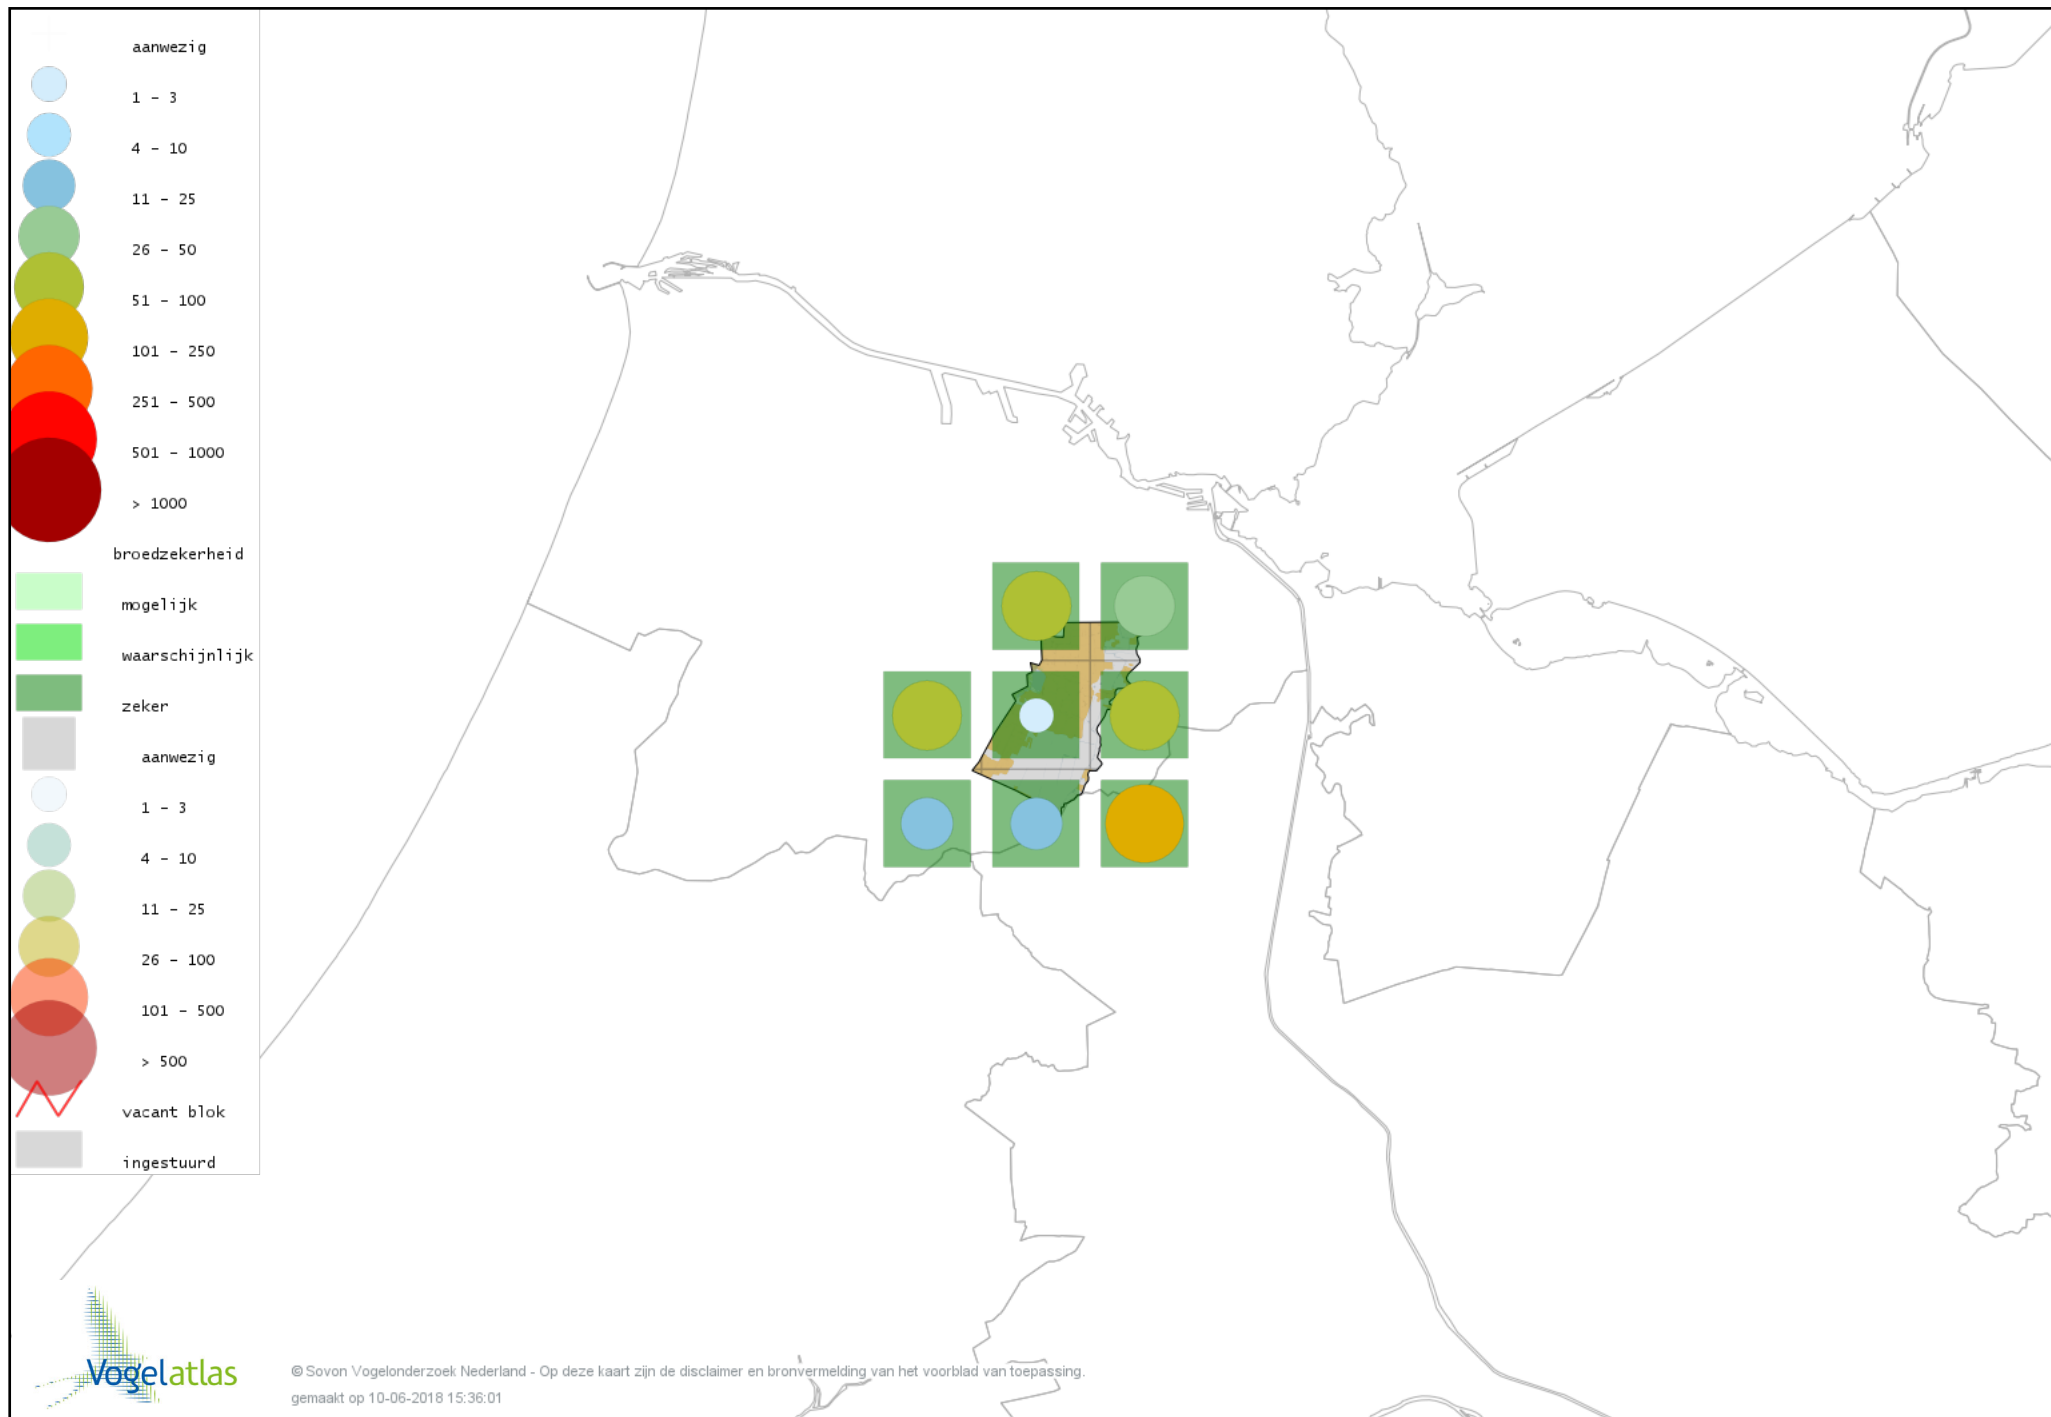 aanwezig
1 - 3
4 - 10
11 - 25
26 - 50
51 - 100
101 - 250
251 - 500
501 - 1000
> 1000
broedzekerheid
mogelijk
waarschijnlijk
zeker
aanwezig
1 - 3
4 - 10
11 - 25
26 - 100
101 - 500
> 500
vacant blok
ingestuurd
Vogelatlas
© Sovon Vogelonderzoek Nederland - Op deze kaart zijn de disclaimer en bronvermelding van het voorblad van toepassing.
gemaakt op 10-06-2018 15:36:01